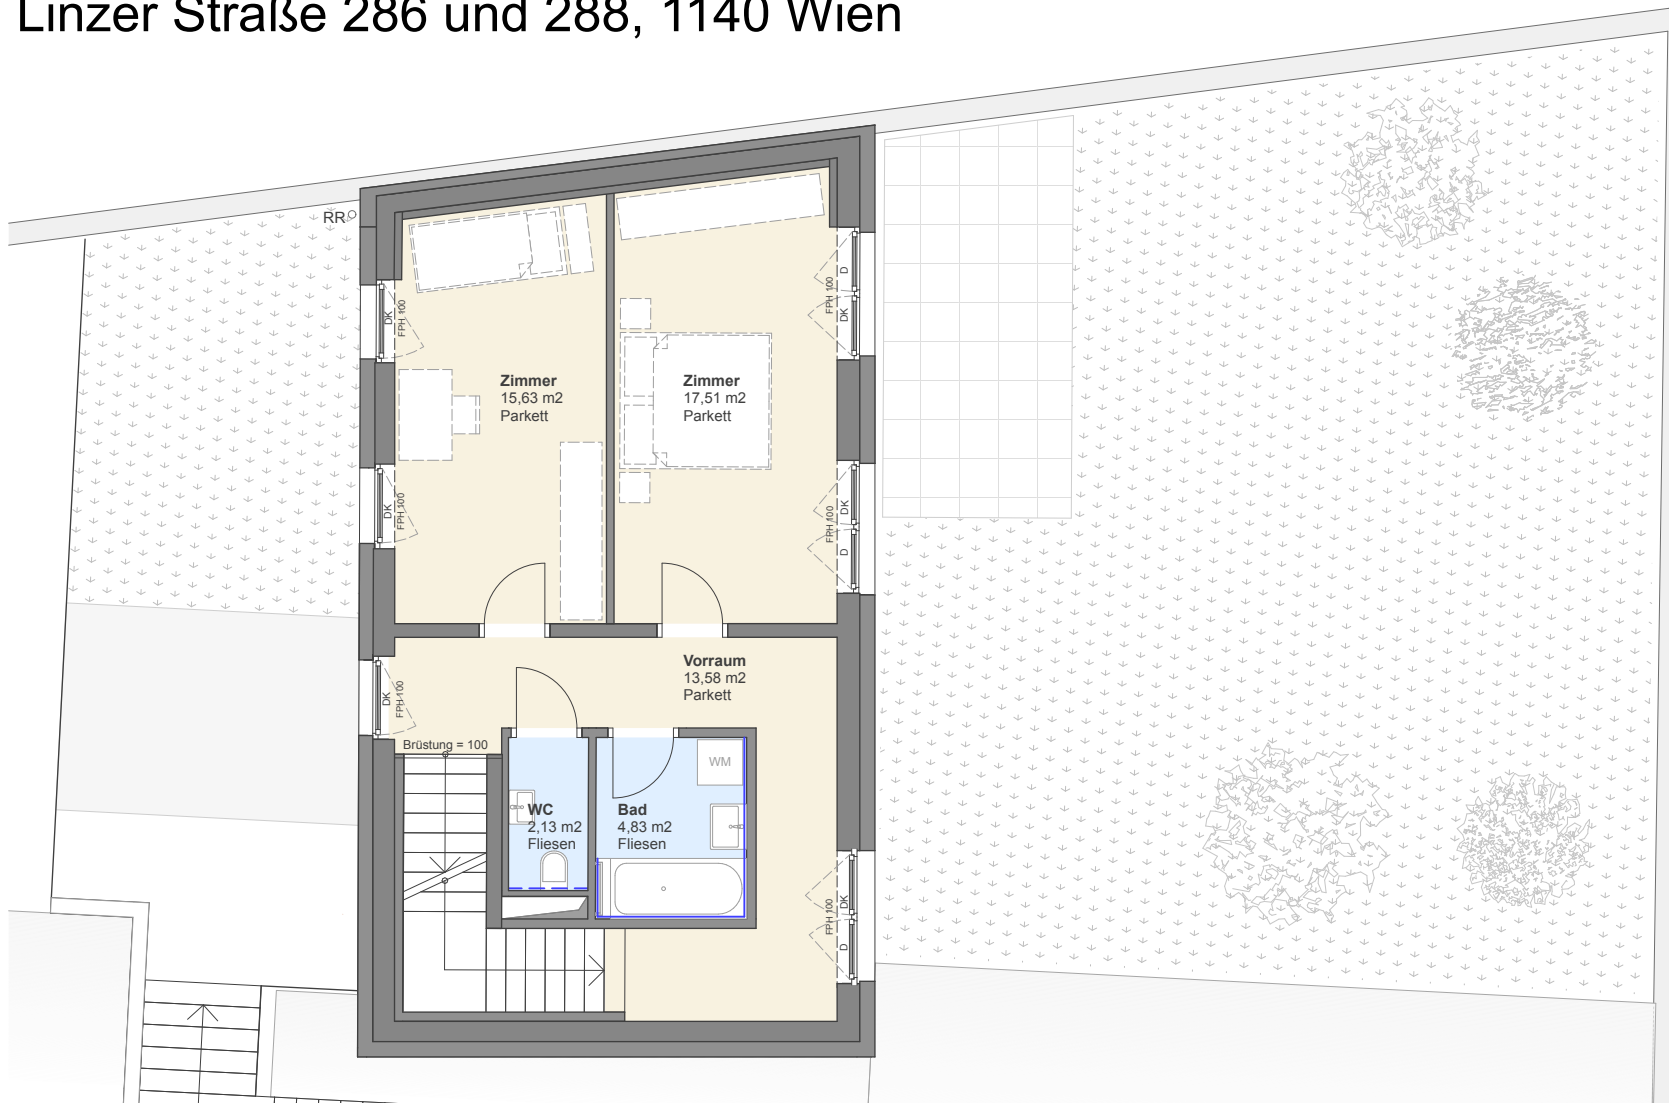 Linzer Straße 286 und 288, 1140 Wien
RR
D
FPH 100
DK
DK
FPH 100
Zimmer
15,63 m2
Parkett
Zimmer
17,51 m2
Parkett
DK
FPH 100
DK
FPH 100
D
Vorraum
13,58 m2
Parkett
DK
FPH 100
Brüstung = 100
WM
WC
2,13 m2
Fliesen
Bad
4,83 m2
Fliesen
DK
FPH 100
D